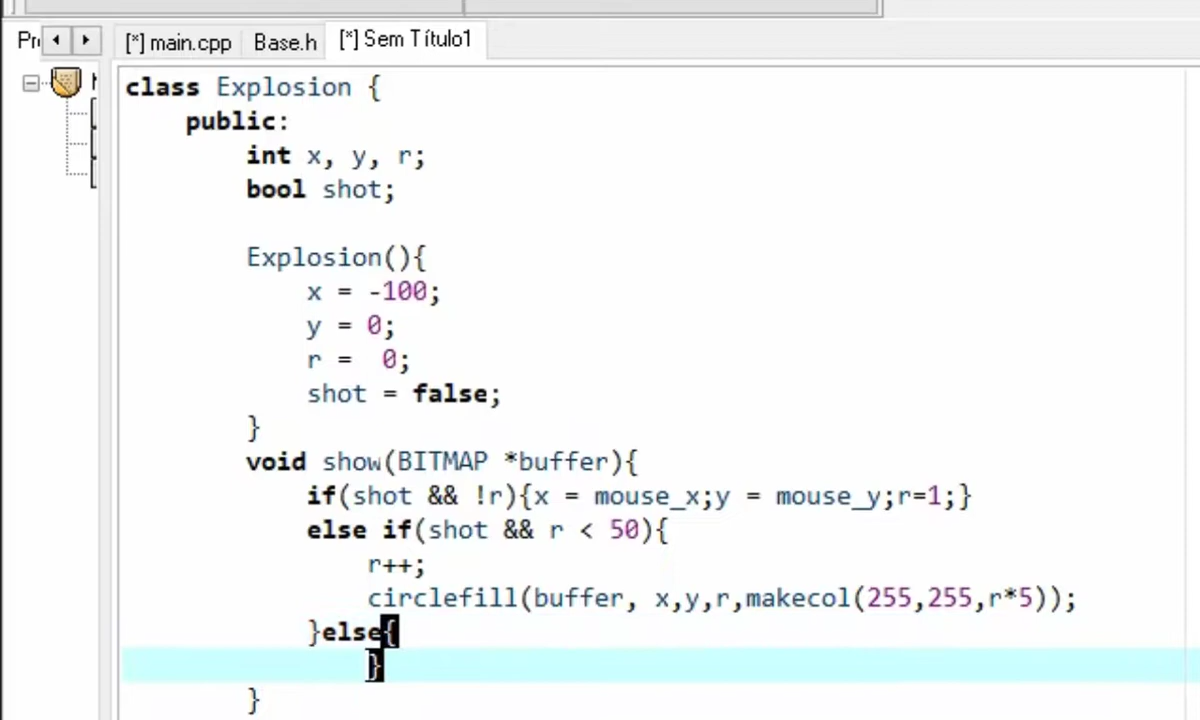 [*] main.cpp Base.h [*] Sem Título1
class Explosion {
    public:
        int x, y, r;
        bool shot;
        Explosion(){
            x = -100;
            y = 0;
            r =  0;
            shot = false;
        }
        void show(BITMAP *buffer){
            if(shot && !r){x = mouse_x;y = mouse_y;r=1;}
            else if(shot && r < 50){
                r++;
                circlefill(buffer, x,y,r,makecol(255,255,r*5));
            }else{
                }
        }